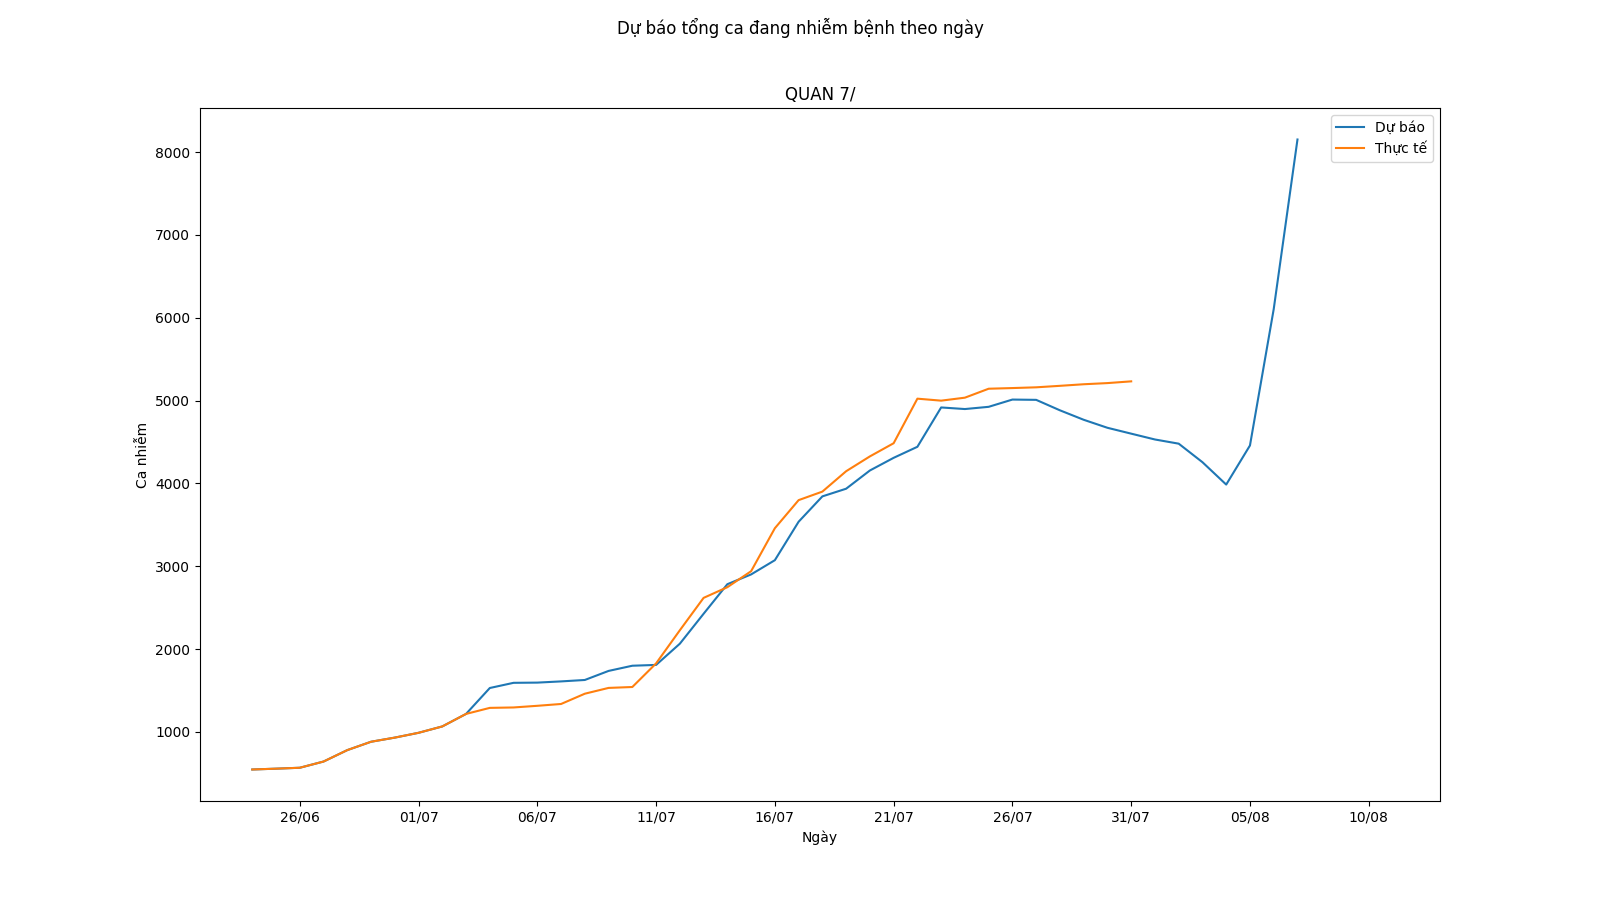 Dự báo tổng ca đang nhiễm bệnh theo ngày
QUAN 7/
Dự báo
Thực tế
8000
7000
6000
5000
4000
3000
2000
1000
Ca nhiễm
26/06 01/07 06/07 11/07 16/07 21/07 26/07 31/07 05/08 10/08
Ngày